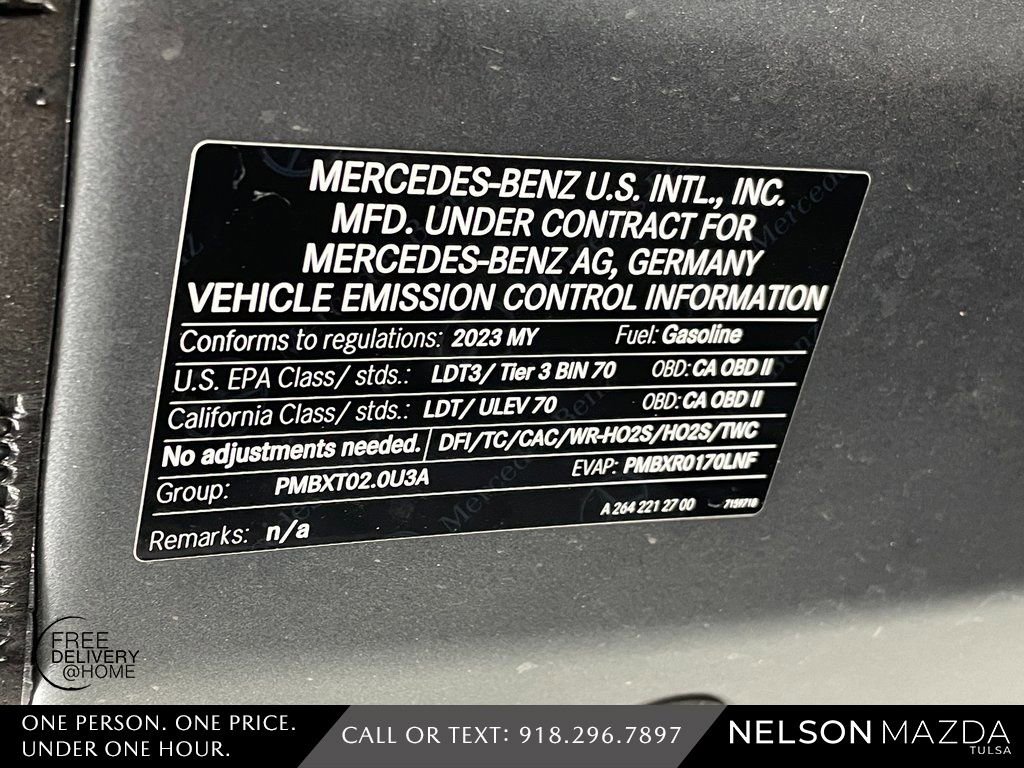 MERCEDES-BENZ U.S. INTL., INC.
MFD. UNDER CONTRACT FOR
MERCEDES-BENZ AG, GERMANY
VEHICLE EMISSION CONTROL INFORMATION
Conforms to regulations: 2023 MY Fuel: Gasoline
U.S. EPA Class/ stds.: LDT3/ Tier 3 BIN 70 OBD: CA OBD II
California Class/ stds.: LDT/ ULEV 70 OBD: CA OBD II
No adjustments needed. DFI/TC/CAC/WR-HO2S/HO2S/TWC
Group: PMBXT02.0U3A EVAP: PMBXR0170LNF
A 264 221 27 00
Remarks: n/a
FREE
DELIVERY
@HOME
ONE PERSON. ONE PRICE.
UNDER ONE HOUR.
CALL OR TEXT: 918.296.7897
NELSON MAZDA
TULSA